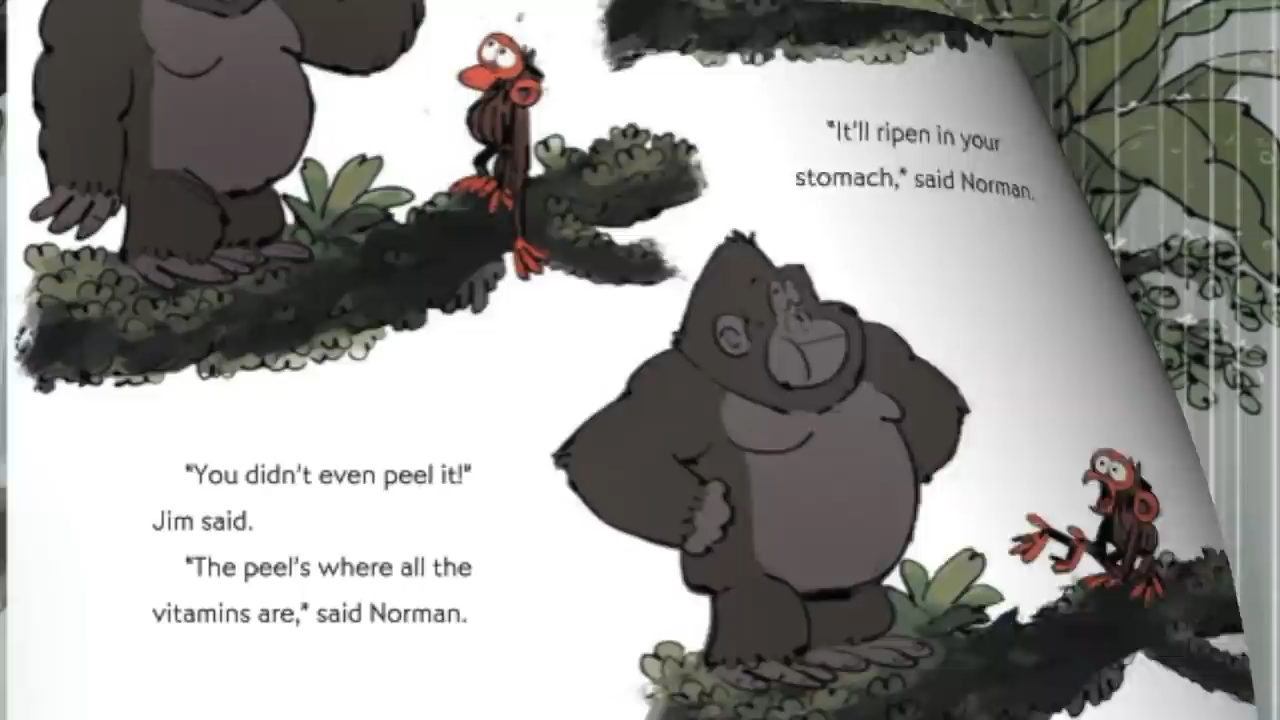 "You didn't even peel it!"
Jim said.
"The peel's where all the
vitamins are," said Norman.
"It'll ripen in your
stomach," said Norman.